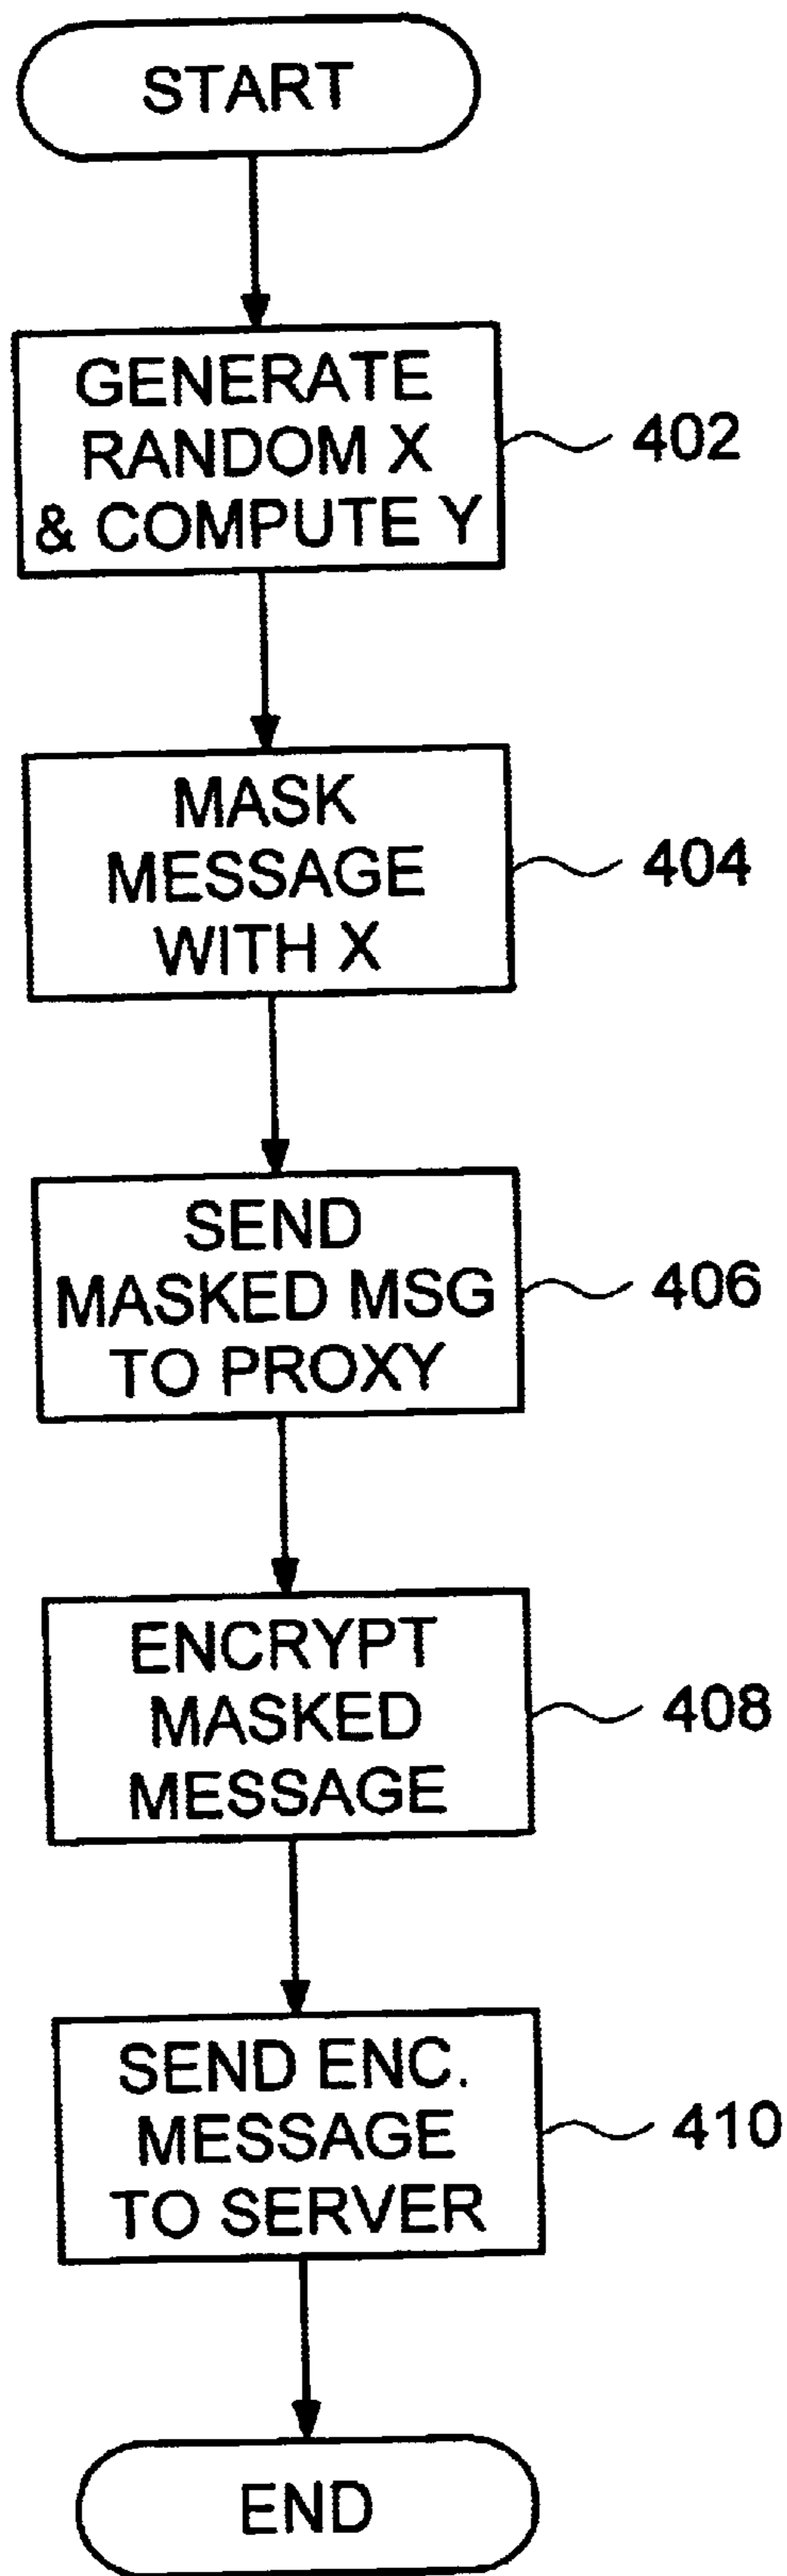 START
GENERATE
RANDOM X
& COMPUTE Y
402
MASK
MESSAGE
WITH X
404
SEND
MASKED MSG
TO PROXY
406
ENCRYPT
MASKED
MESSAGE
408
SEND ENC.
MESSAGE
TO SERVER
410
END